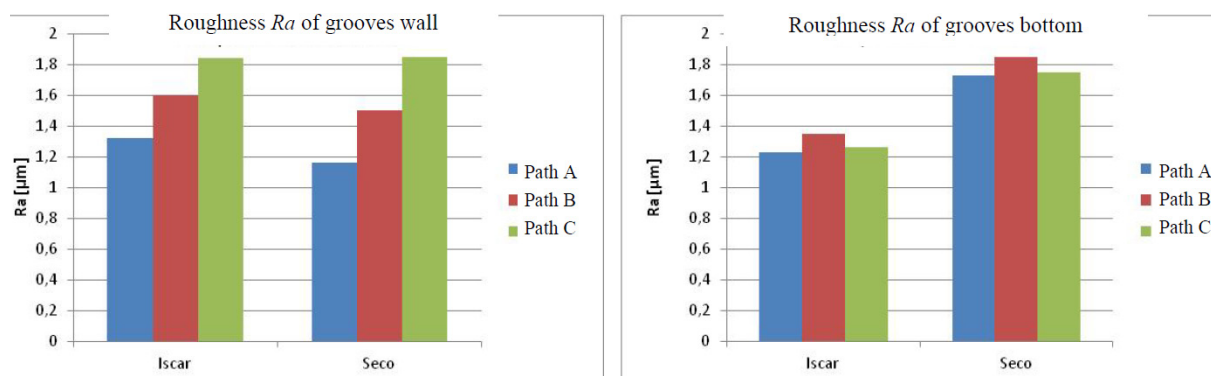 Roughness Ra of grooves wall
2
1,8
1,6
1,4
1,2
1
0,8
0,6
0,4
0,2
0
Ra [µm]
Iscar
Seco
Path A
Path B
Path C
Roughness Ra of grooves bottom
2
1,8
1,6
1,4
1,2
1
0,8
0,6
0,4
0,2
0
Ra [µm]
Iscar
Seco
Path A
Path B
Path C